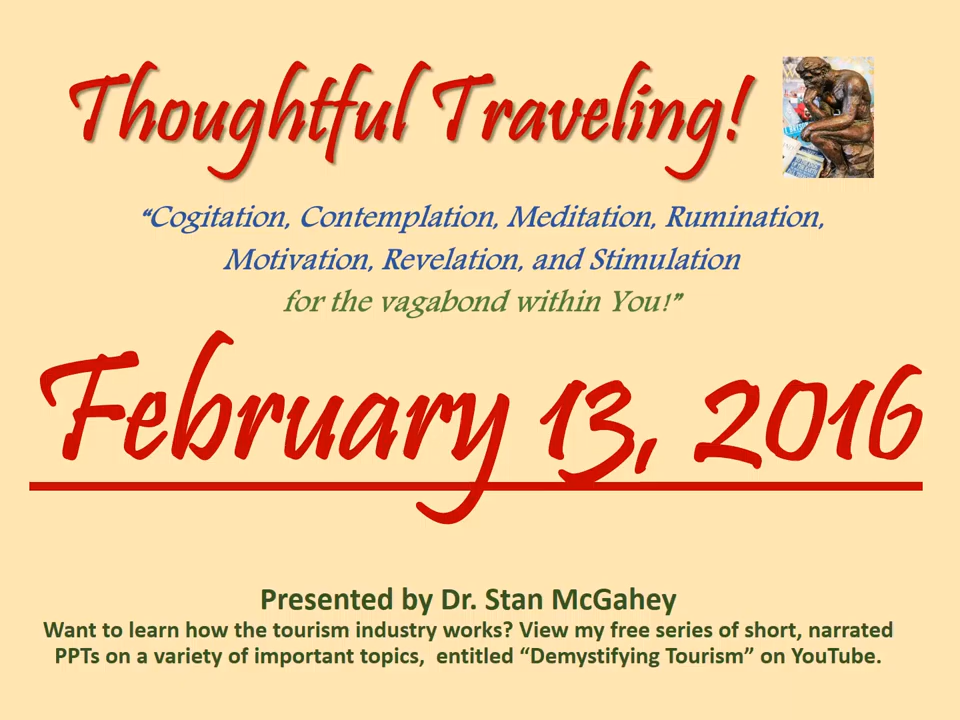 Thoughtful Traveling!
“Cogitation, Contemplation, Meditation, Rumination,
Motivation, Revelation, and Stimulation
for the vagabond within You!”
February 13, 2016
Presented by Dr. Stan McGahey
Want to learn how the tourism industry works? View my free series of short, narrated
PPTs on a variety of important topics, entitled “Demystifying Tourism” on YouTube.